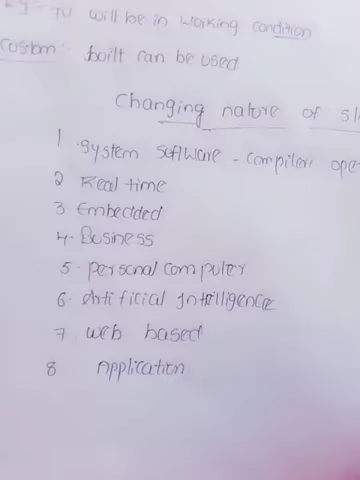 TV will be in working condition
Custom: built can be used
Changing nature of
1 System software - compiler,
2 Real time
3 Embedded
4. Business
5. personal computer
6. Artificial Intelligence
7 web based
8 Application